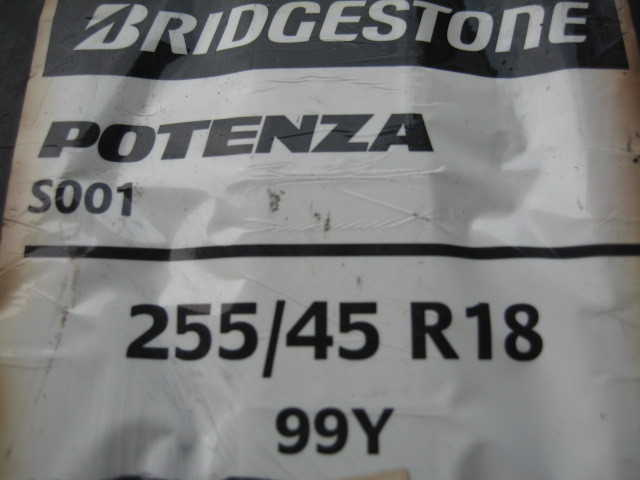 BRIDGESTONE
POTENZA
S001
255/45 R18
99Y